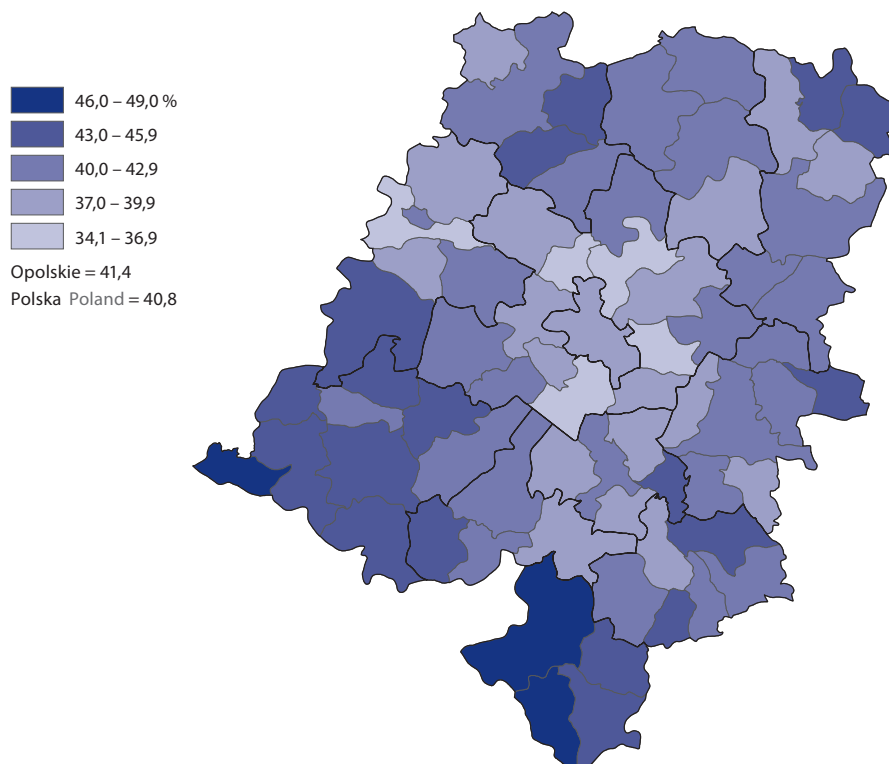 46,0 – 49,0 %
43,0 – 45,9
40,0 – 42,9
37,0 – 39,9
34,1 – 36,9
Opolskie = 41,4
Polska Poland = 40,8